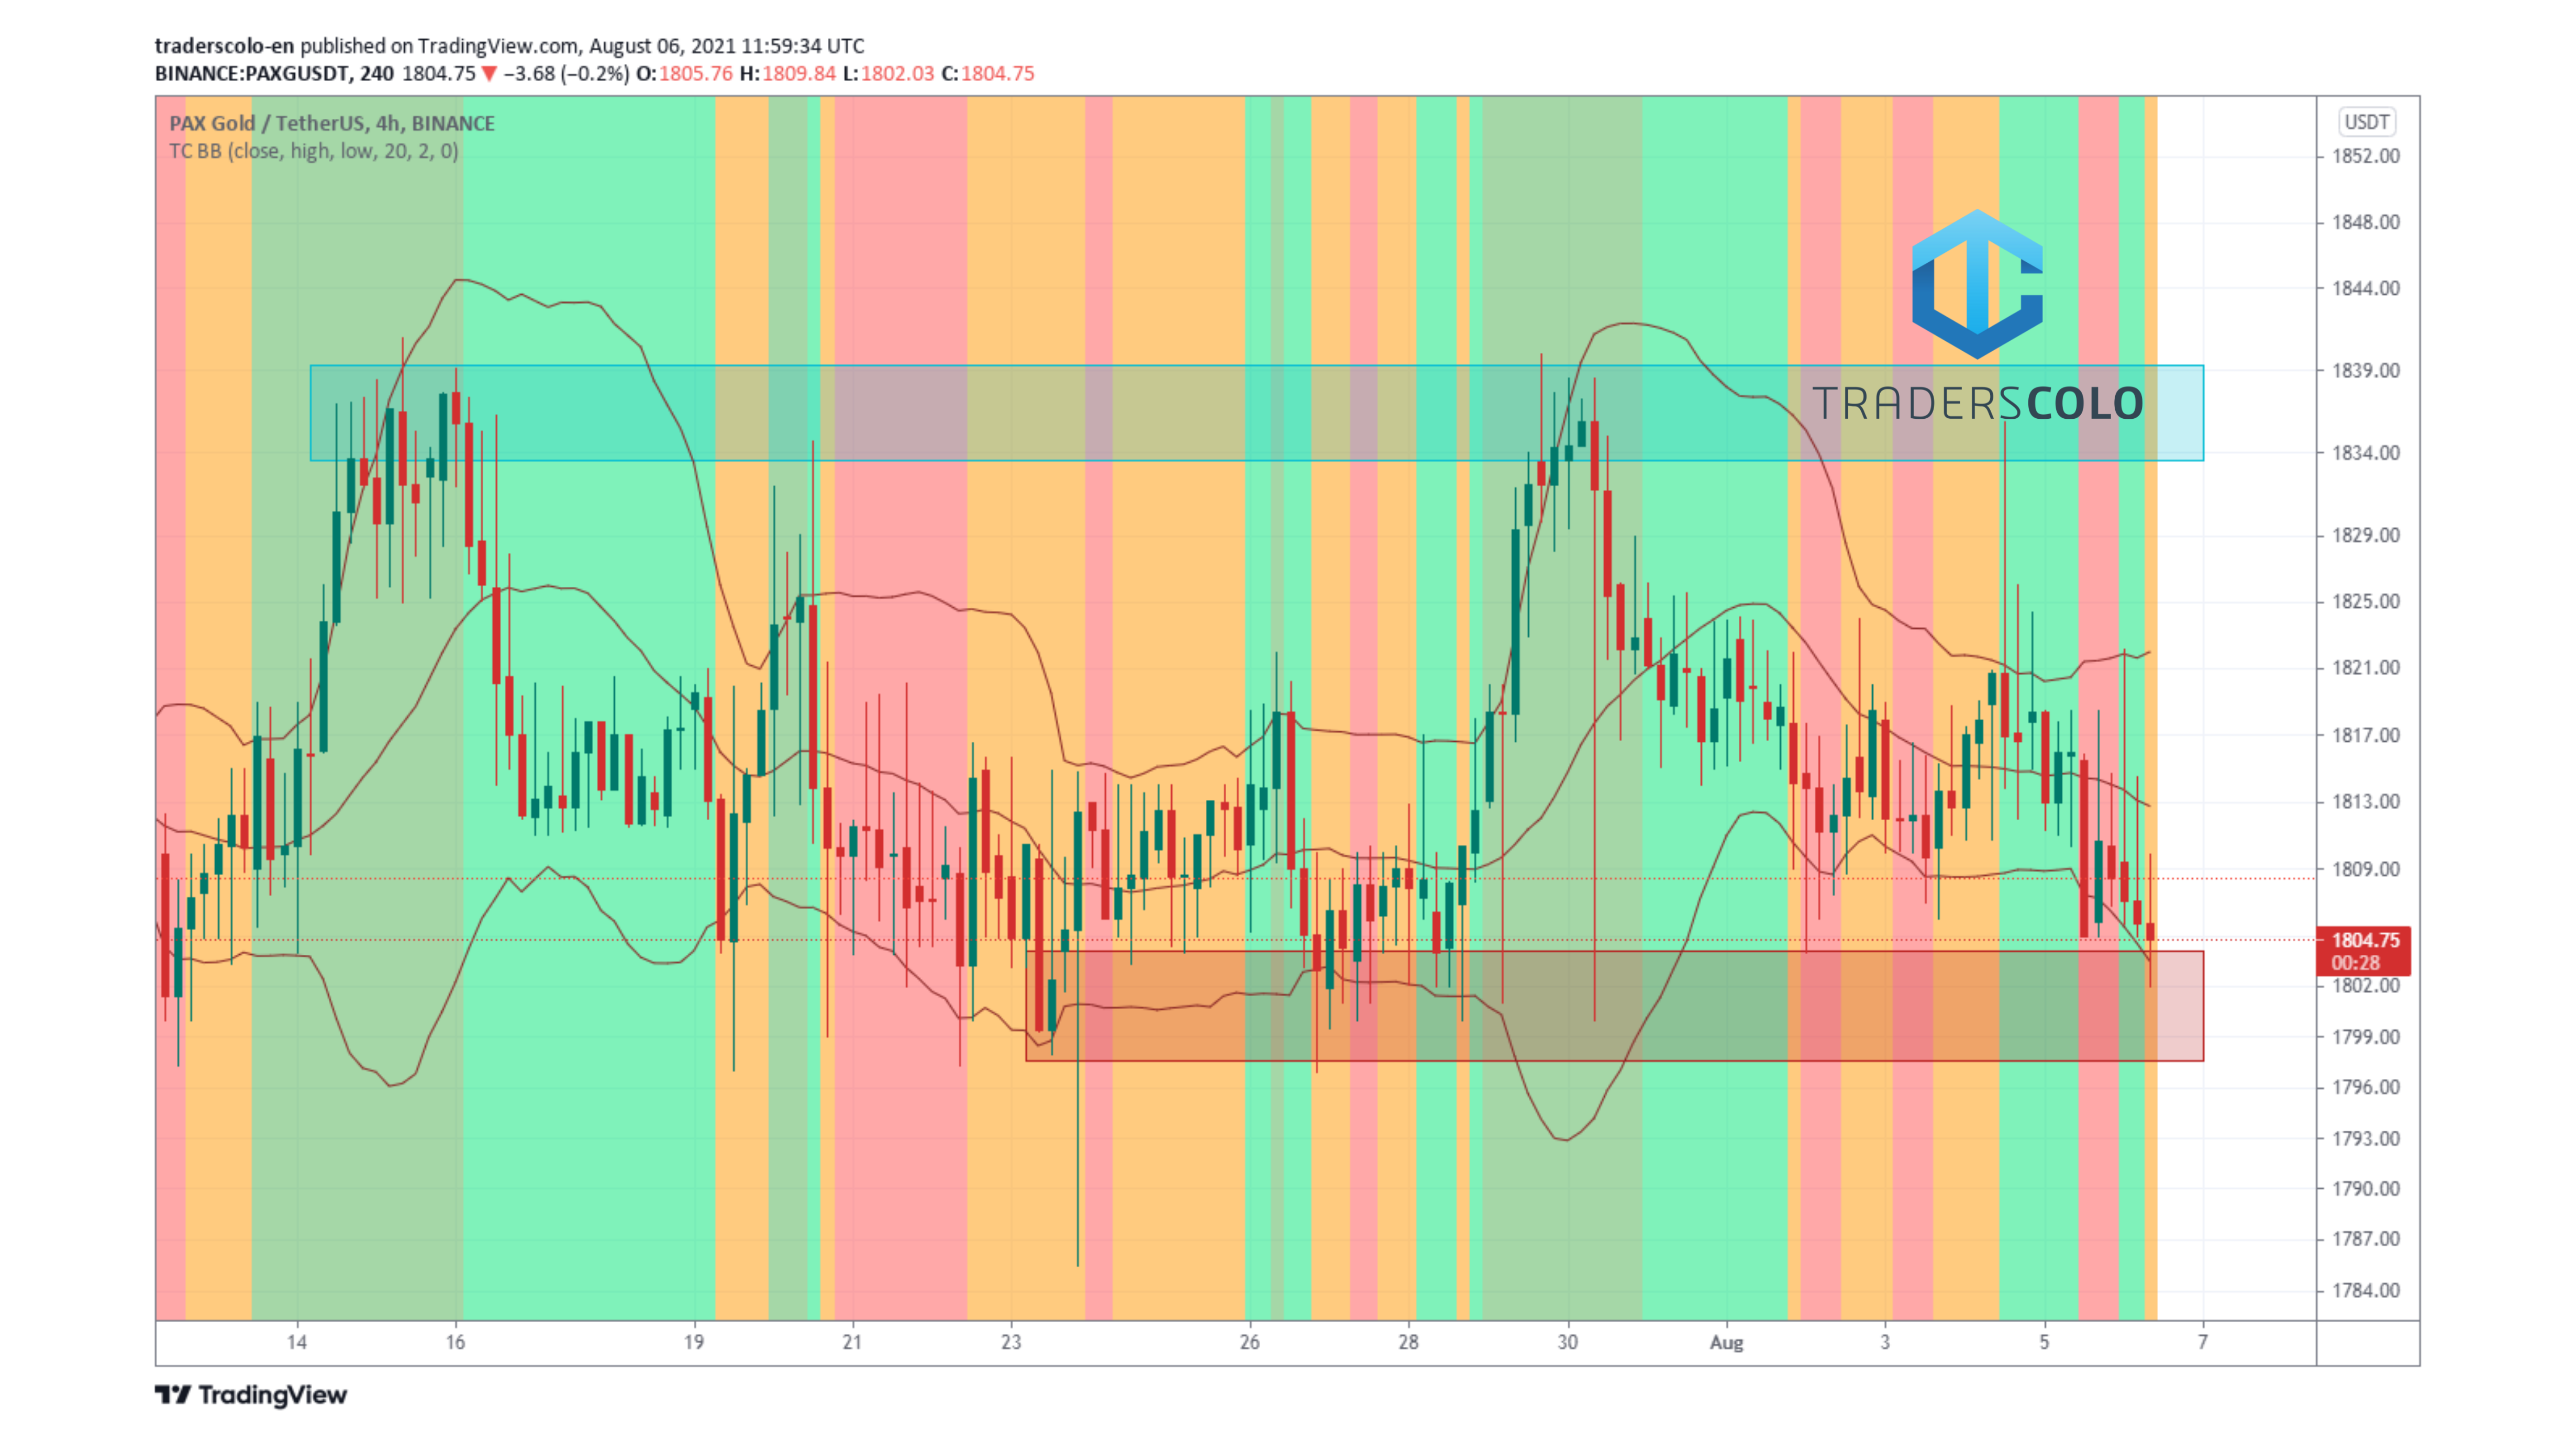 traderscolo-en published on TradingView.com, August 06, 2021 11:59:34 UTC
BINANCE:PAXGUSDT, 240 1804.75 ▼ −3.68 (−0.2%) O:1805.76 H:1809.84 L:1802.03 C:1804.75
PAX Gold / TetherUS, 4h, BINANCE
TC BB (close, high, low, 20, 2, 0)
USDT
1852.00
1848.00
1844.00
1839.00
TRADERSCOLO
1834.00
1829.00
1825.00
1821.00
1817.00
1813.00
1809.00
1804.75
00:28
1802.00
1799.00
1796.00
1793.00
1790.00
1787.00
1784.00
14 16 19 21 23 26 28 30 Aug 3 5 7
TradingView